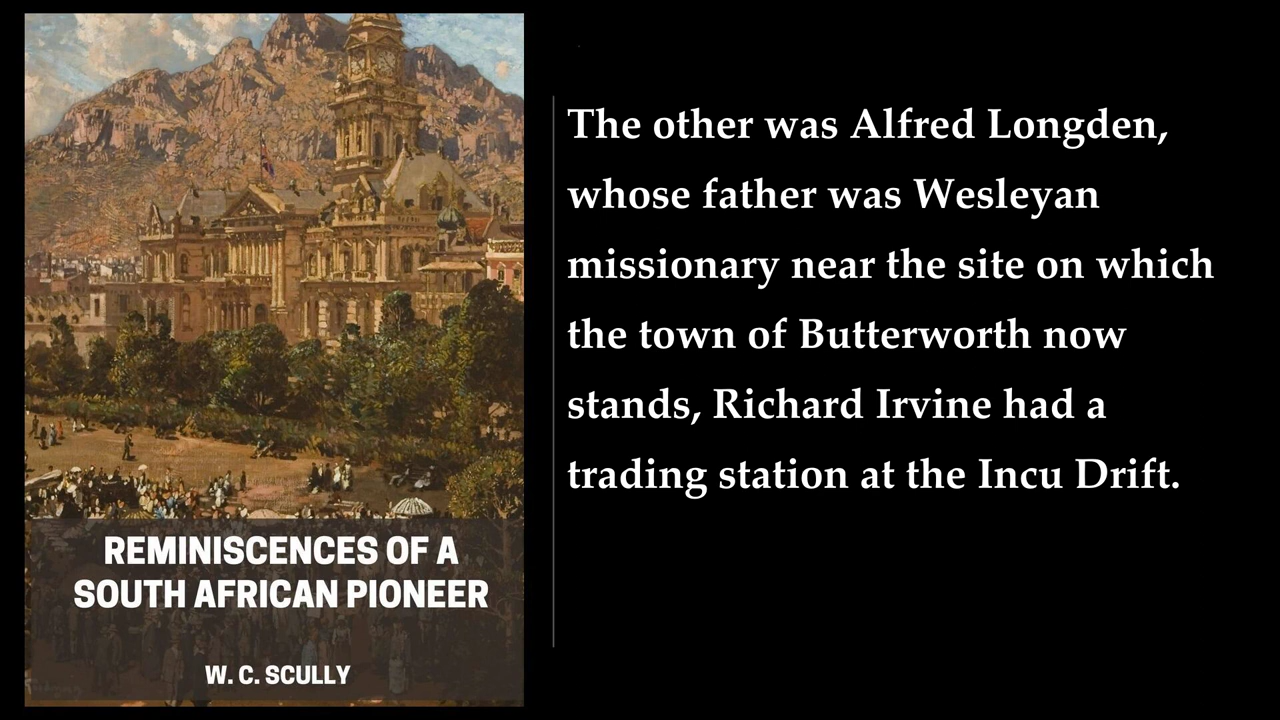 The other was Alfred Longden,
whose father was Wesleyan
missionary near the site on which
the town of Butterworth now
stands, Richard Irvine had a
trading station at the Incu Drift.
REMINISCENCES OF A
SOUTH AFRICAN PIONEER
W. C. SCULLY